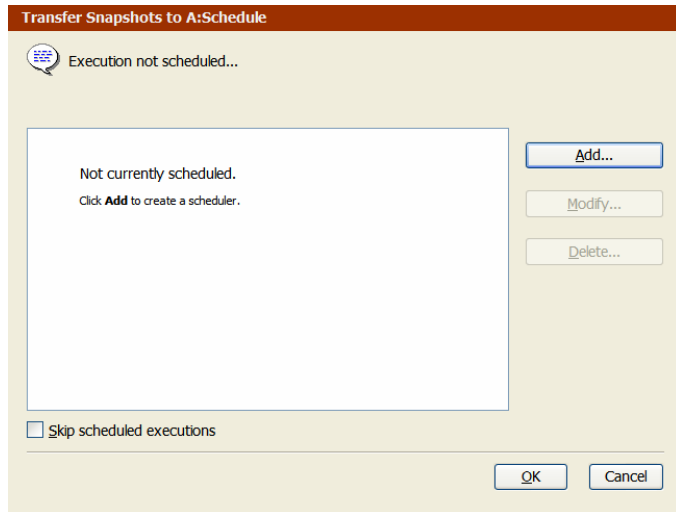 Transfer Snapshots to A:Schedule
Execution not scheduled...
Not currently scheduled.
Click Add to create a scheduler.
Add...
Modify...
Delete...
Skip scheduled executions
OK
Cancel